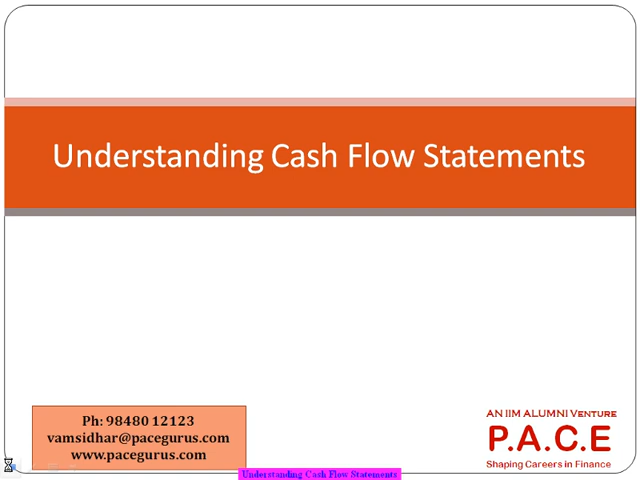 Understanding Cash Flow Statements
Ph: 98480 12123
vamsidhar@pacegurus.com
www.pacegurus.com
AN IIM ALUMNI VENTURE
P.A.C.E
Shaping Careers in Finance
Understanding Cash Flow Statements